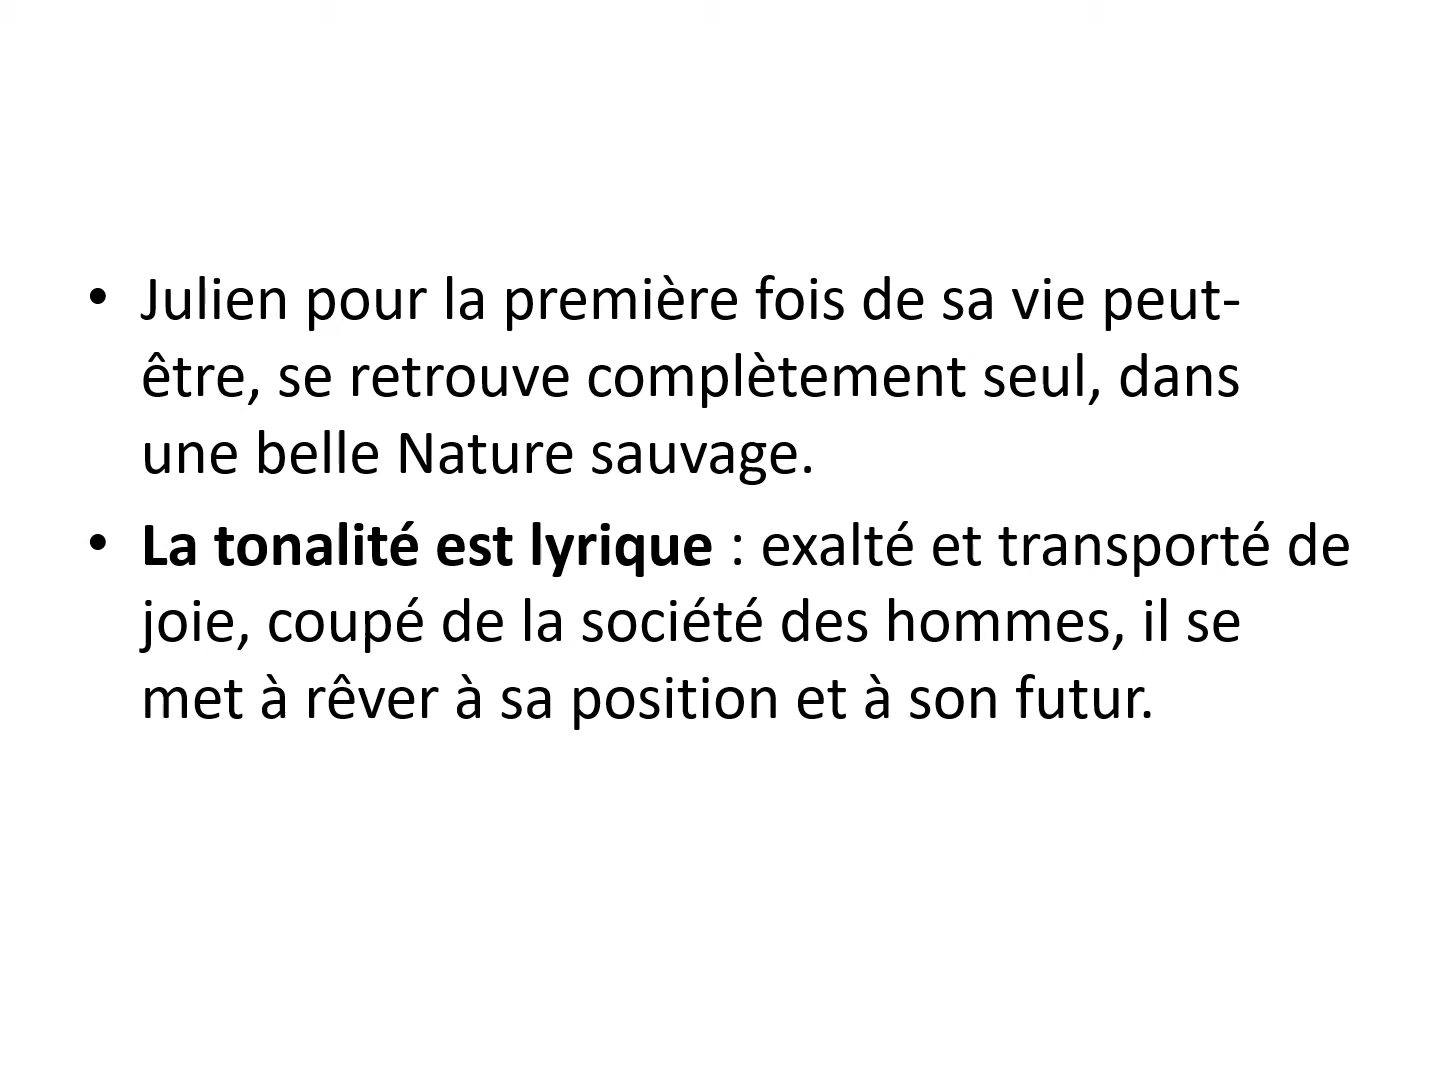 • Julien pour la première fois de sa vie peut-
être, se retrouve complètement seul, dans
une belle Nature sauvage.
• La tonalité est lyrique : exalté et transporté de
joie, coupé de la société des hommes, il se
met à rêver à sa position et à son futur.